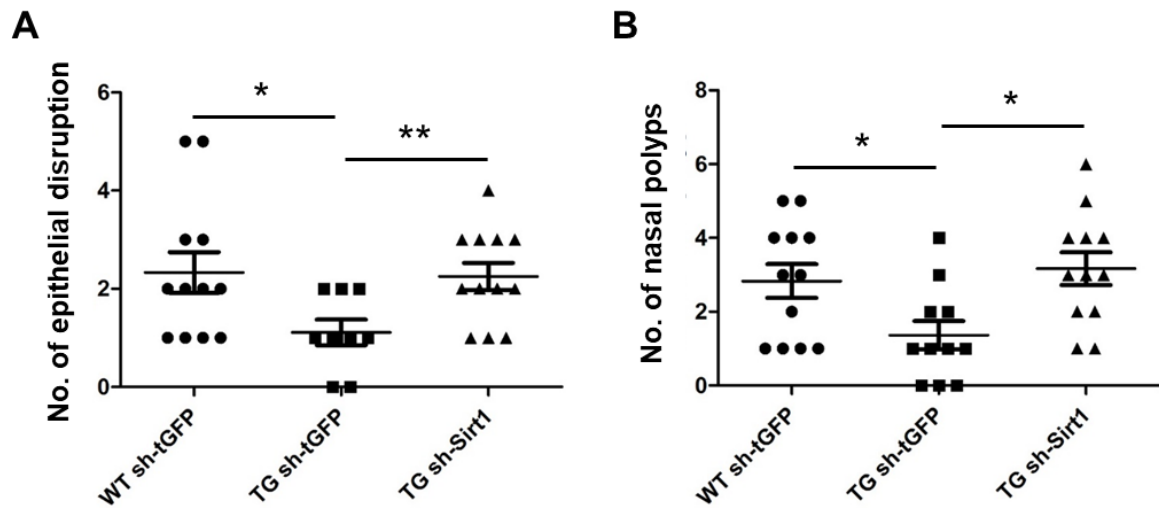 A
No. of epithelial disruption
6
4
2
0
*
**
WT sh-tGFP
TG sh-tGFP
TG sh-Sirt1
B
No. of nasal polyps
8
6
4
2
0
*
*
WT sh-tGFP
TG sh-tGFP
TG sh-Sirt1